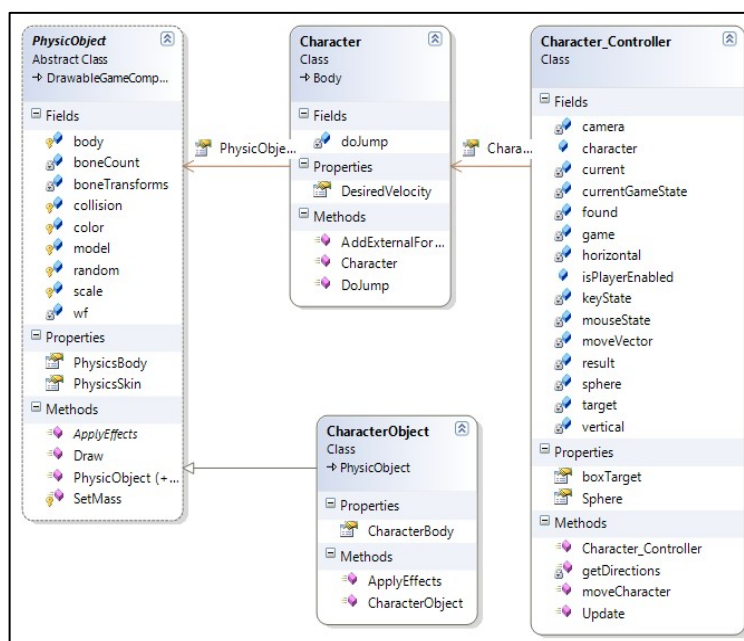 PhysicObject
Abstract Class
DrawableGameComp...
Fields
body
boneCount
boneTransforms
collision
color
model
random
scale
wf
Properties
PhysicsBody
PhysicsSkin
Methods
ApplyEffects
Draw
PhysicObject (+...
SetMass
PhysicObje...
Character
Class
Body
Fields
doJump
Properties
DesiredVelocity
Methods
AddExternalFor...
Character
DoJump
Chara...
CharacterObject
Class
PhysicObject
Properties
CharacterBody
Methods
ApplyEffects
CharacterObject
Character_Controller
Class
Fields
camera
character
current
currentGameState
found
game
horizontal
isPlayerEnabled
keyState
mouseState
moveVector
result
sphere
target
vertical
Properties
boxTarget
Sphere
Methods
Character_Controller
getDirections
moveCharacter
Update